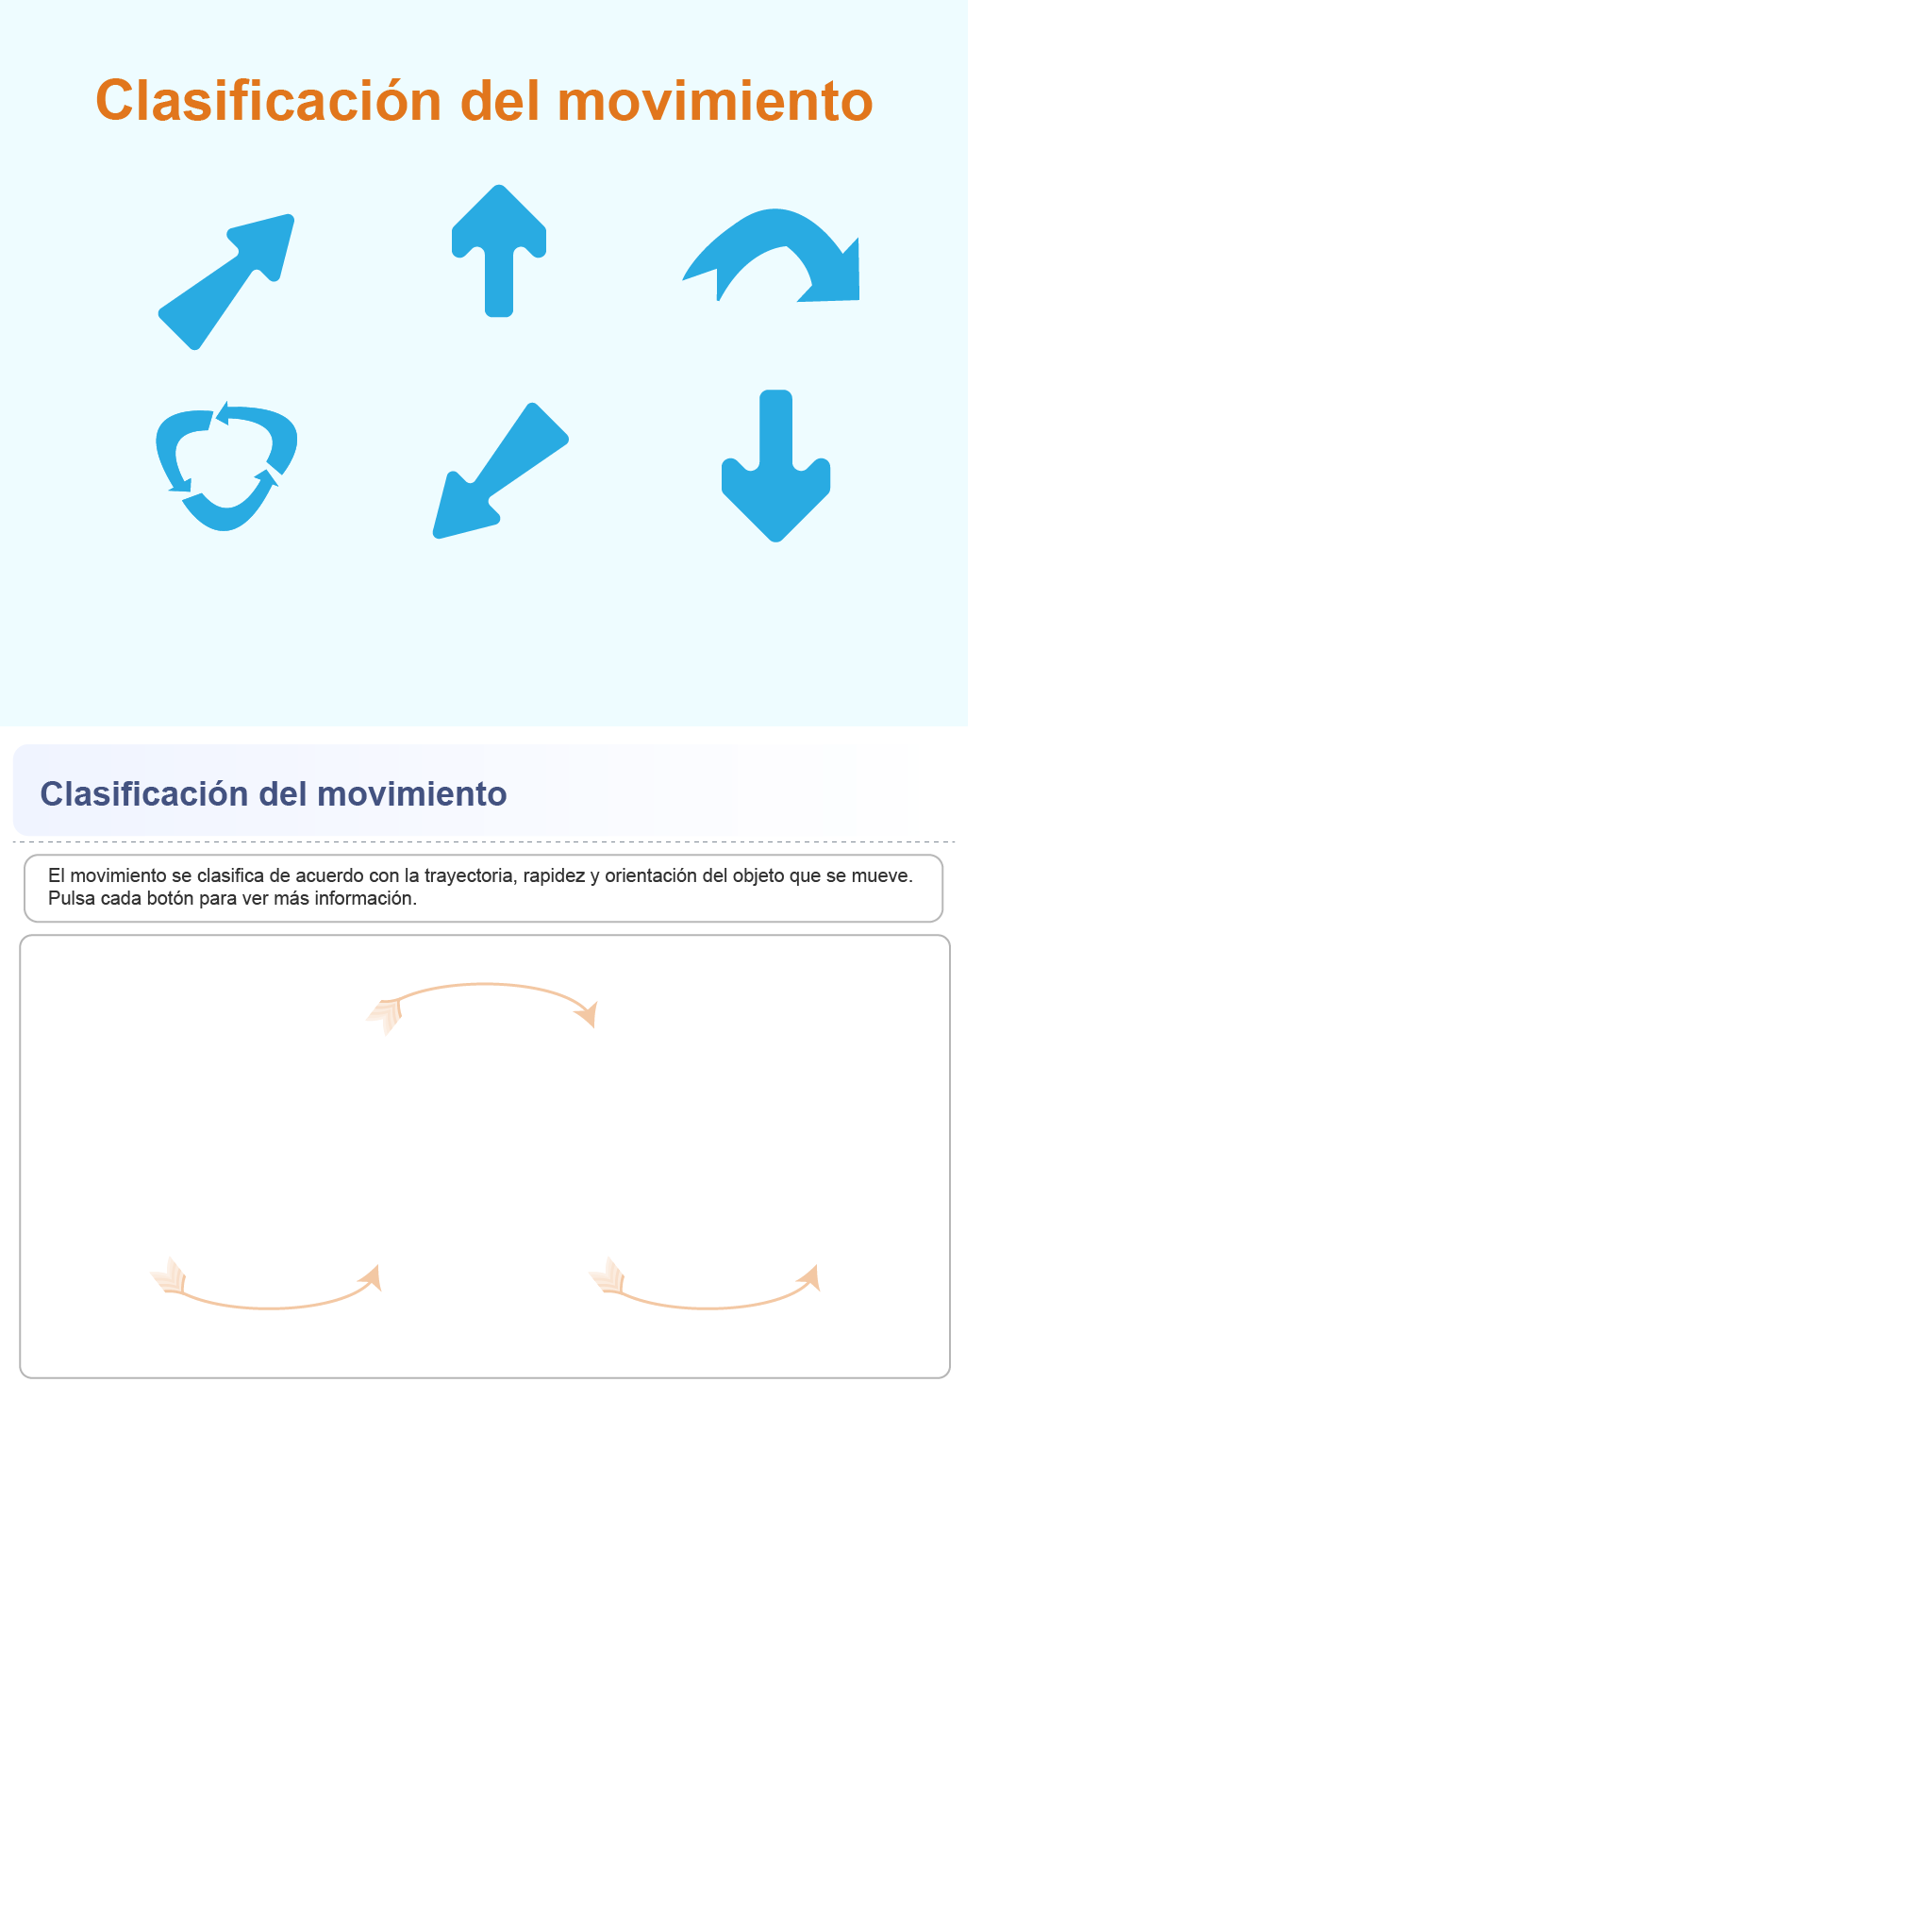 Clasificación del movimiento
Clasificación del movimiento
El movimiento se clasifica de acuerdo con la trayectoria, rapidez y orientación del objeto que se mueve.
Pulsa cada botón para ver más información.